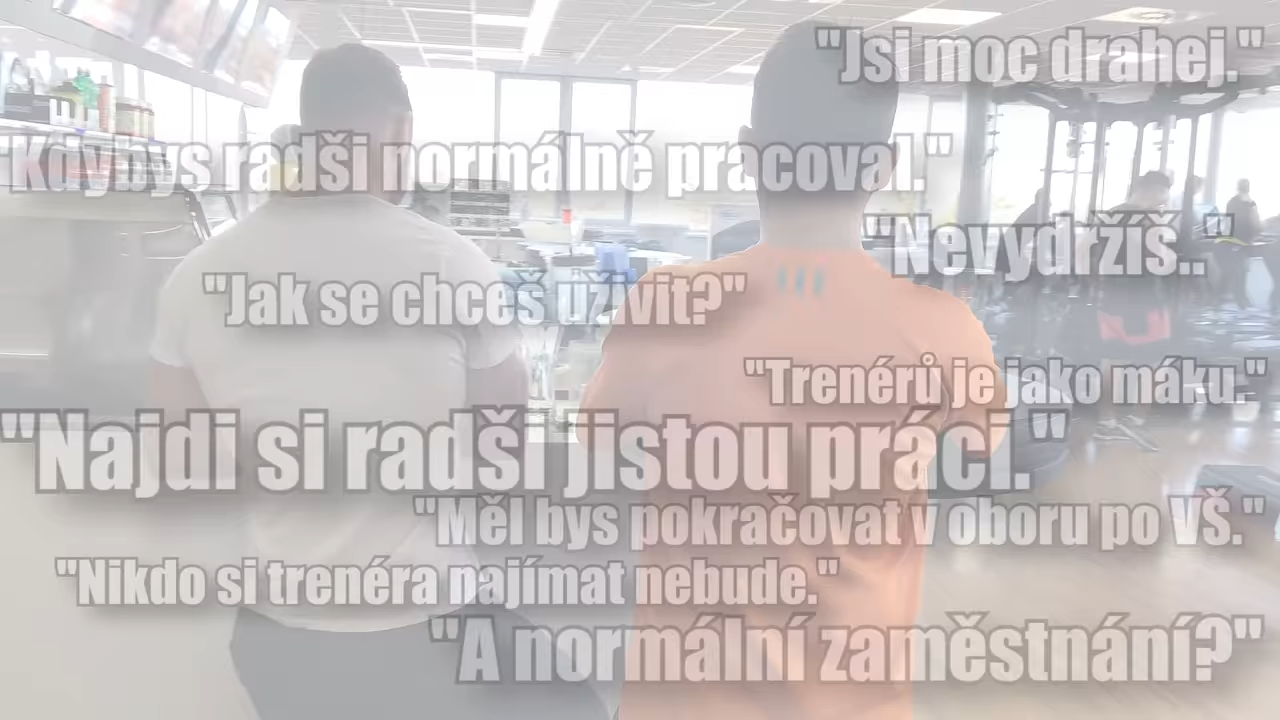 "Jsi moc drahej."
"Kdybys radši normálně pracoval."
"Nevydržíš.."
"Jak se chceš uživit?"
"Trenérů je jako máku."
"Najdi si radši jistou práci."
"Měl bys pokračovat v oboru po VŠ."
"Nikdo si trenéra najímat nebude."
"A normální zaměstnání?"